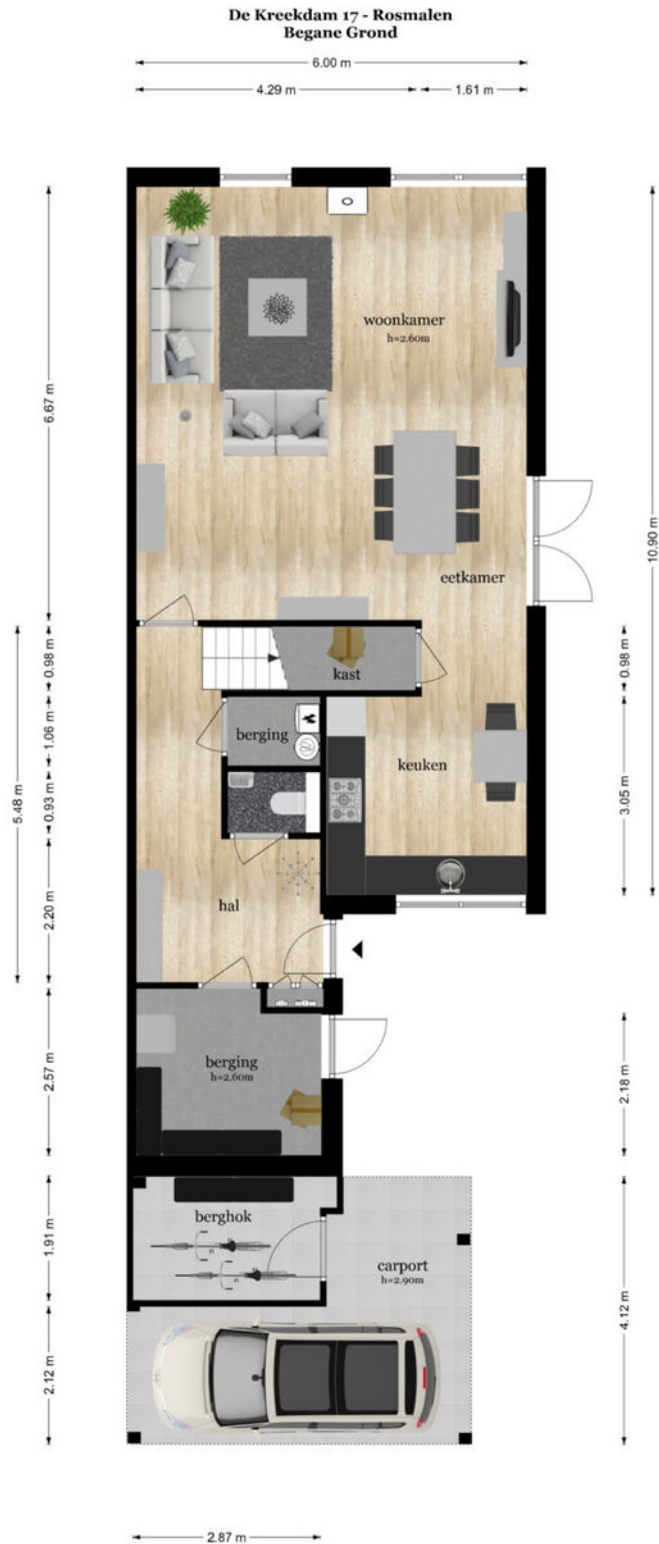 De Kreekdam 17 - Rosmalen
Begane Grond
6.00 m
4.29 m
1.61 m
woonkamer
h=2.60m
6.67 m
10.90 m
eetkamer
kast
0.98 m
0.98 m
berging
1.06 m
keuken
0.93 m
5.48 m
3.05 m
hal
2.20 m
berging
h=2.60m
2.57 m
2.18 m
berghok
1.91 m
carport
h=2.90m
4.12 m
2.12 m
2.87 m